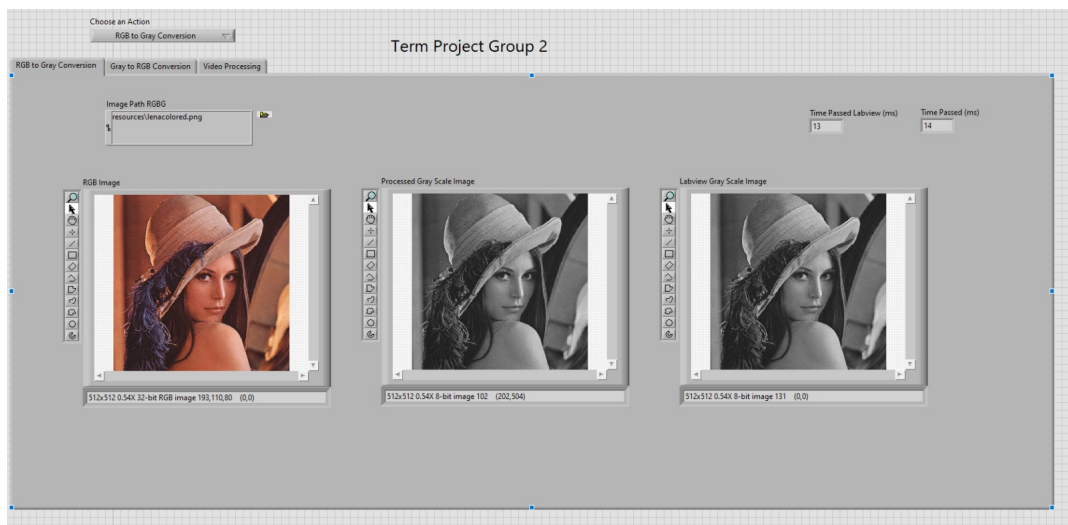 Choose an Action
RGB to Gray Conversion
Term Project Group 2
RGB to Gray Conversion
Gray to RGB Conversion
Video Processing
Image Path RGBG
resources\lenacolored.png
Time Passed Labview (ms)
13
Time Passed (ms)
14
RGB Image
Processed Gray Scale Image
Labview Gray Scale Image
512x512 0.54X 32-bit RGB image 193,110,80 (0,0)
512x512 0.54X 8-bit image 102 (202,504)
512x512 0.54X 8-bit image 131 (0,0)